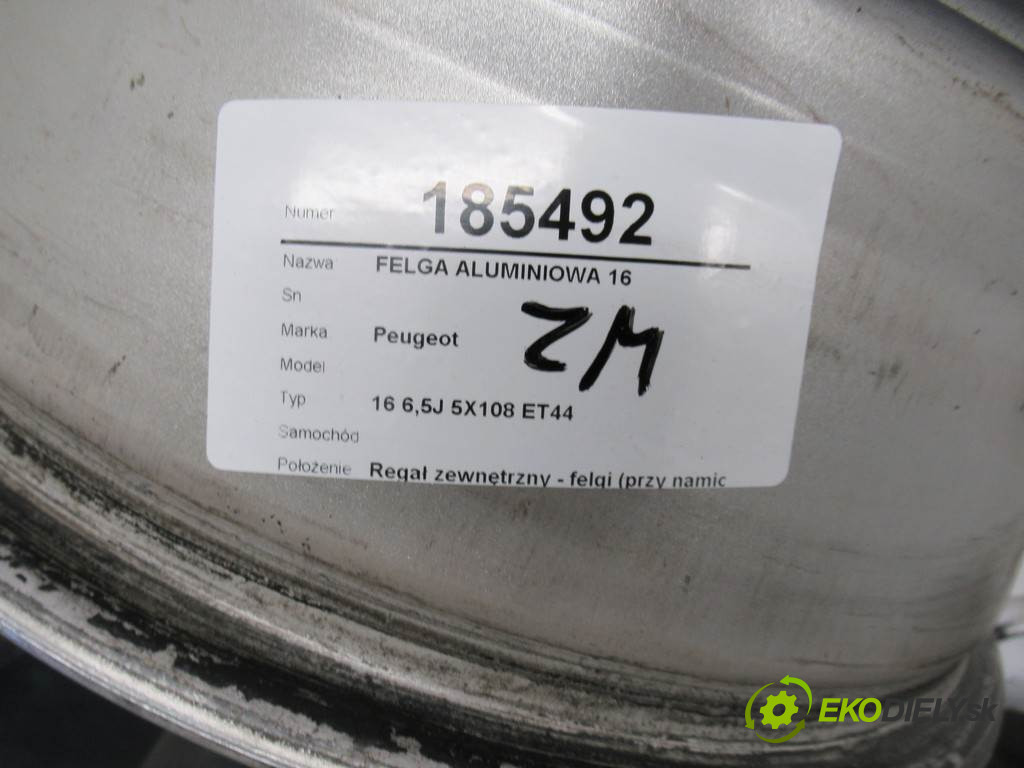 Numer 185492
Nazwa FELGA ALUMINIOWA 16
Sn
Marka Peugeot
Model
Typ 16 6,5J 5X108 ET44
Samochód
Położenie Regał zewnętrzny - felgi (przy namic
ZM
EKODIELY.sk